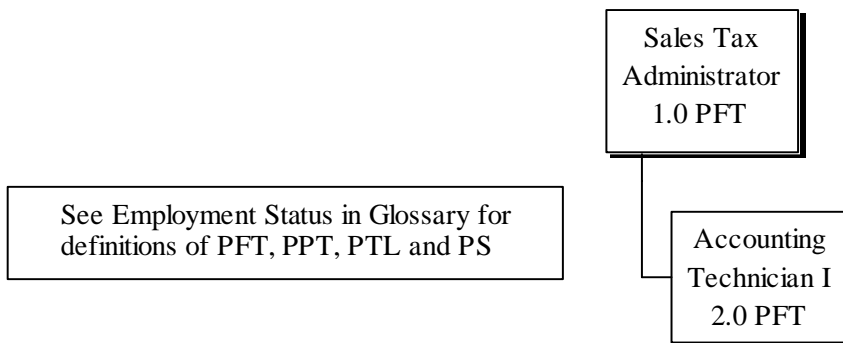 Sales Tax
Administrator
1.0 PFT
See Employment Status in Glossary for
definitions of PFT, PPT, PTL and PS
Accounting
Technician I
2.0 PFT